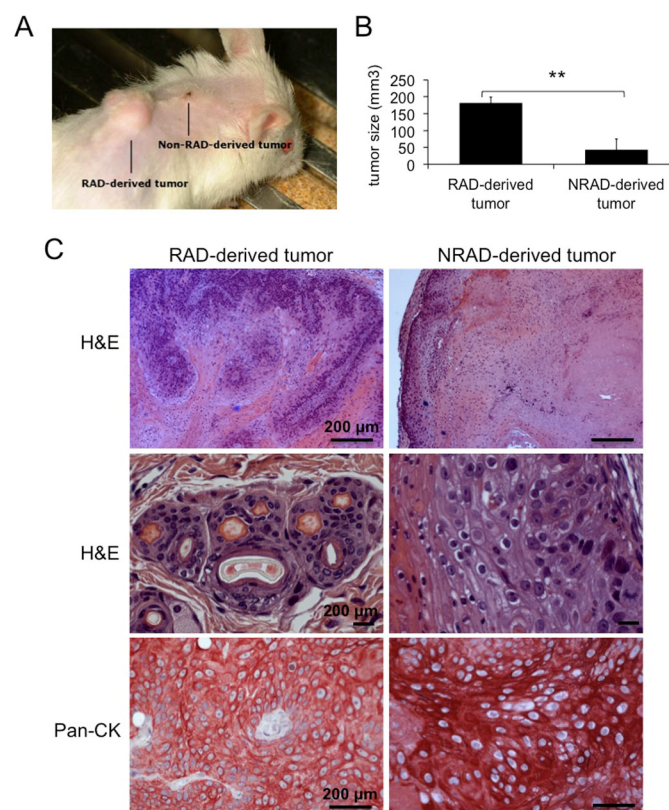 A
Non-RAD-derived tumor
RAD-derived tumor
B
tumor size (mm3)
250
200
150
100
50
0
**
RAD-derived
tumor
NRAD-derived
tumor
C
RAD-derived tumor
NRAD-derived tumor
H&E
200 µm
H&E
200 µm
Pan-CK
200 µm